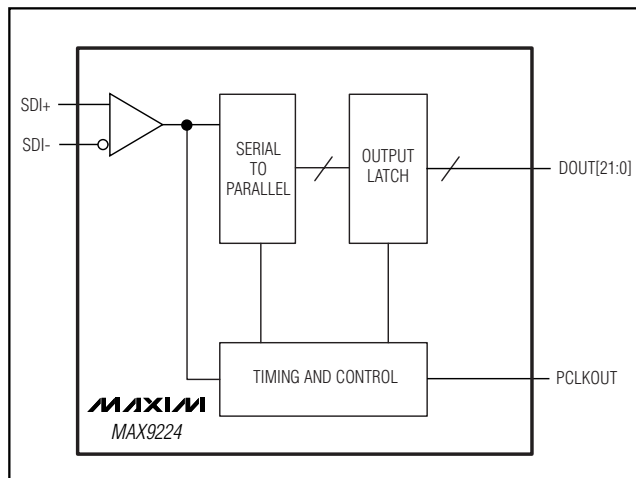 SDI+
SDI-
SERIAL
TO
PARALLEL
OUTPUT
LATCH
DOUT[21:0]
TIMING AND CONTROL
PCLKOUT
MAXIM
MAX9224